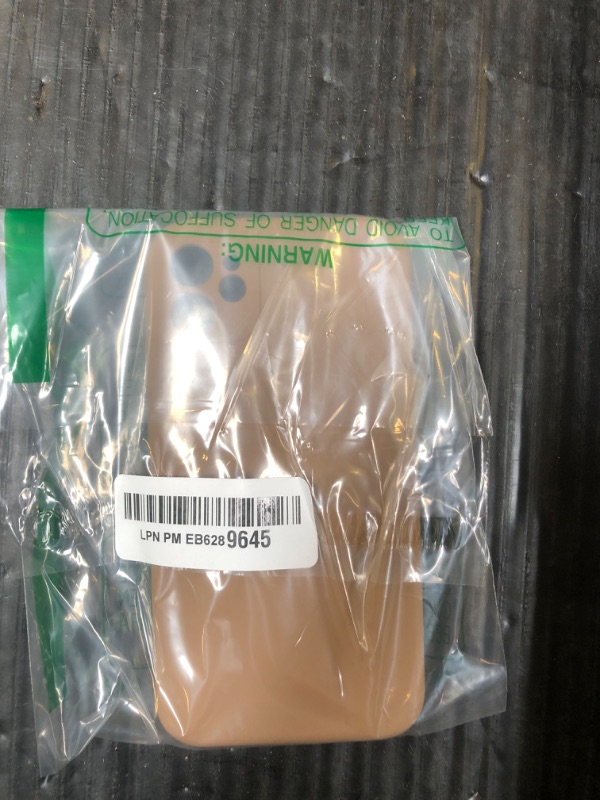 WARNING:
TO AVOID DANGER OF SUFFOCATION,
LPN PM EB6289645